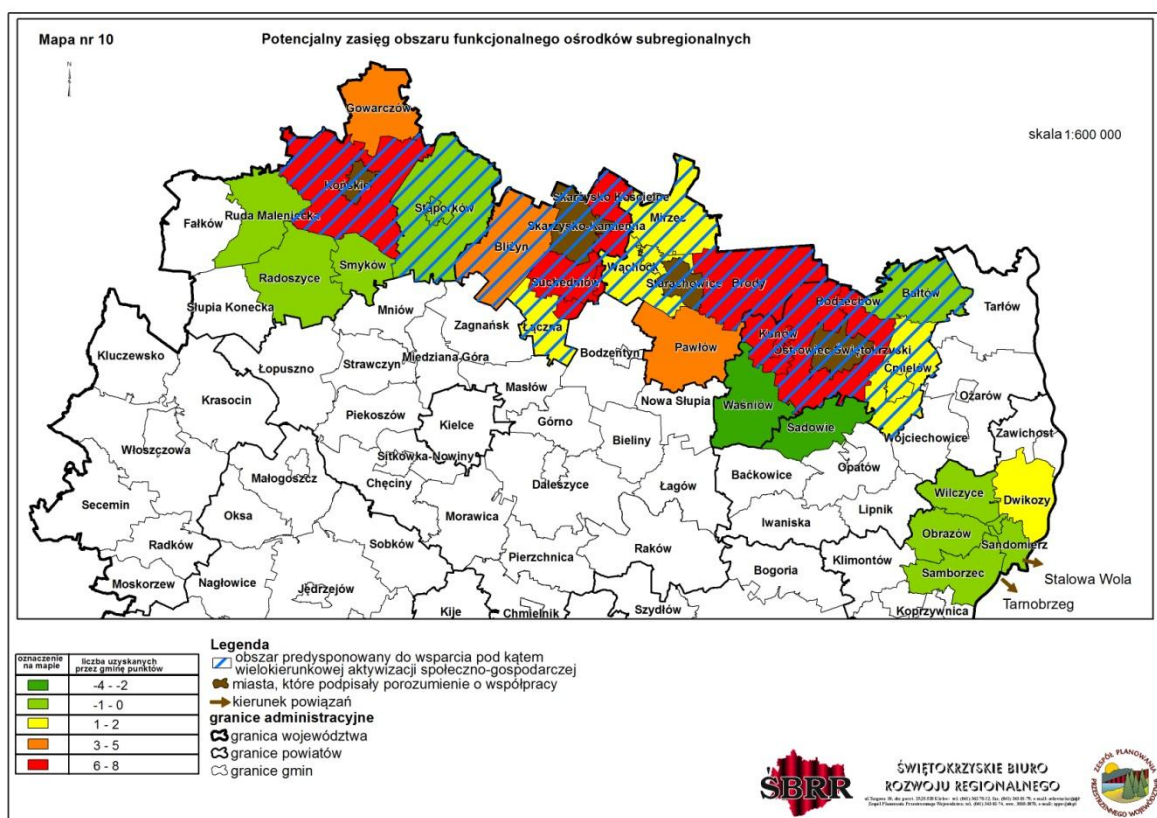 Mapa nr 10
Potencjalny zasięg obszaru funkcjonalnego ośrodków subregionalnych
N
skala 1:600 000
Gowarczów
Końskie
Stąporków
Fałków
Ruda Maleniecka
Radoszyce
Smyków
Słupia Konecka
Bliżyn
Skarżysko Kościelne
Skarżysko-Kamienna
Suchedniów
Łączna
Mirzec
Wąchock
Starachowice
Brody
Bodzechów
Kunów
Ostrowiec Świętokrzyski
Bałtów
Ćmielów
Tarłów
Pawłów
Waśniów
Sadowie
Mniów
Zagnańsk
Bodzentyn
Kluczewsko
Łopuszno
Strawczyn
Miedziana Góra
Masłów
Nowa Słupia
Krasocin
Piekoszów
Kielce
Górno
Bieliny
Ożarów
Wojciechowice
Zawichost
Włoszczowa
Małogoszcz
Sitkówka-Nowiny
Chęciny
Daleszyce
Łagów
Baćkowice
Opatów
Wilczyce
Dwikozy
Secemin
Oksa
Morawica
Iwaniska
Lipnik
Obrazów
Sandomierz
Radków
Sobków
Pierzchnica
Raków
Klimontów
Samborzec
Stalowa Wola
Moskorzew
Nagłowice
Jędrzejów
Bogoria
Tarnobrzeg
Kije
Chmielnik
Szydłów
Koprzywnica
oznaczenie na mapie
liczba uzyskanych przez gminę punktów
-4 - -2
-1 - 0
1 - 2
3 - 5
6 - 8
Legenda
obszar predysponowany do wsparcia pod kątem
wielokierunkowej aktywizacji społeczno-gospodarczej
miasta, które podpisały porozumienie o współpracy
kierunek powiązań
granice administracyjne
granica województwa
granice powiatów
granice gmin
ŚBRR
ŚWIĘTOKRZYSKIE BIURO
ROZWOJU REGIONALNEGO
ZESPÓŁ PLANOWANIA
PRZESTRZENNEGO WOJEWÓDZTWA